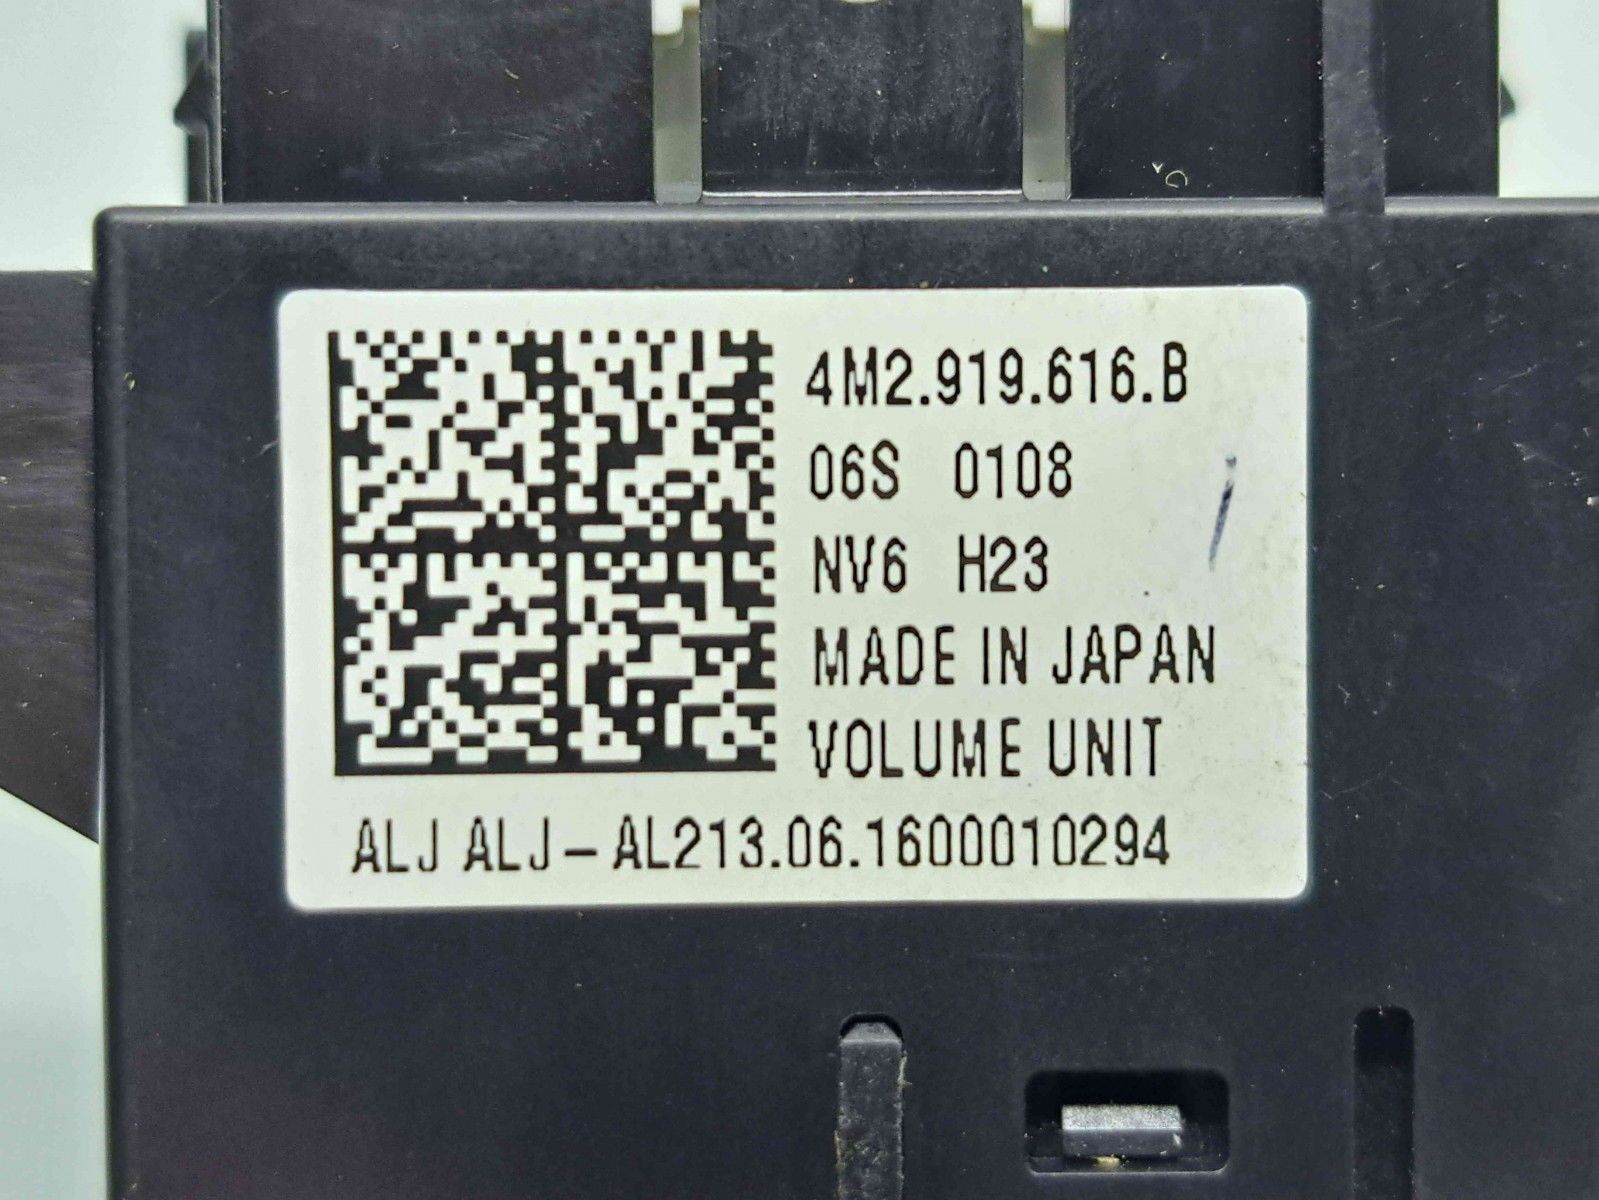 4M2.919.616.B
06S 0108
NV6 H23
MADE IN JAPAN
VOLUME UNIT
ALJ ALJ-AL213.06.1600010294